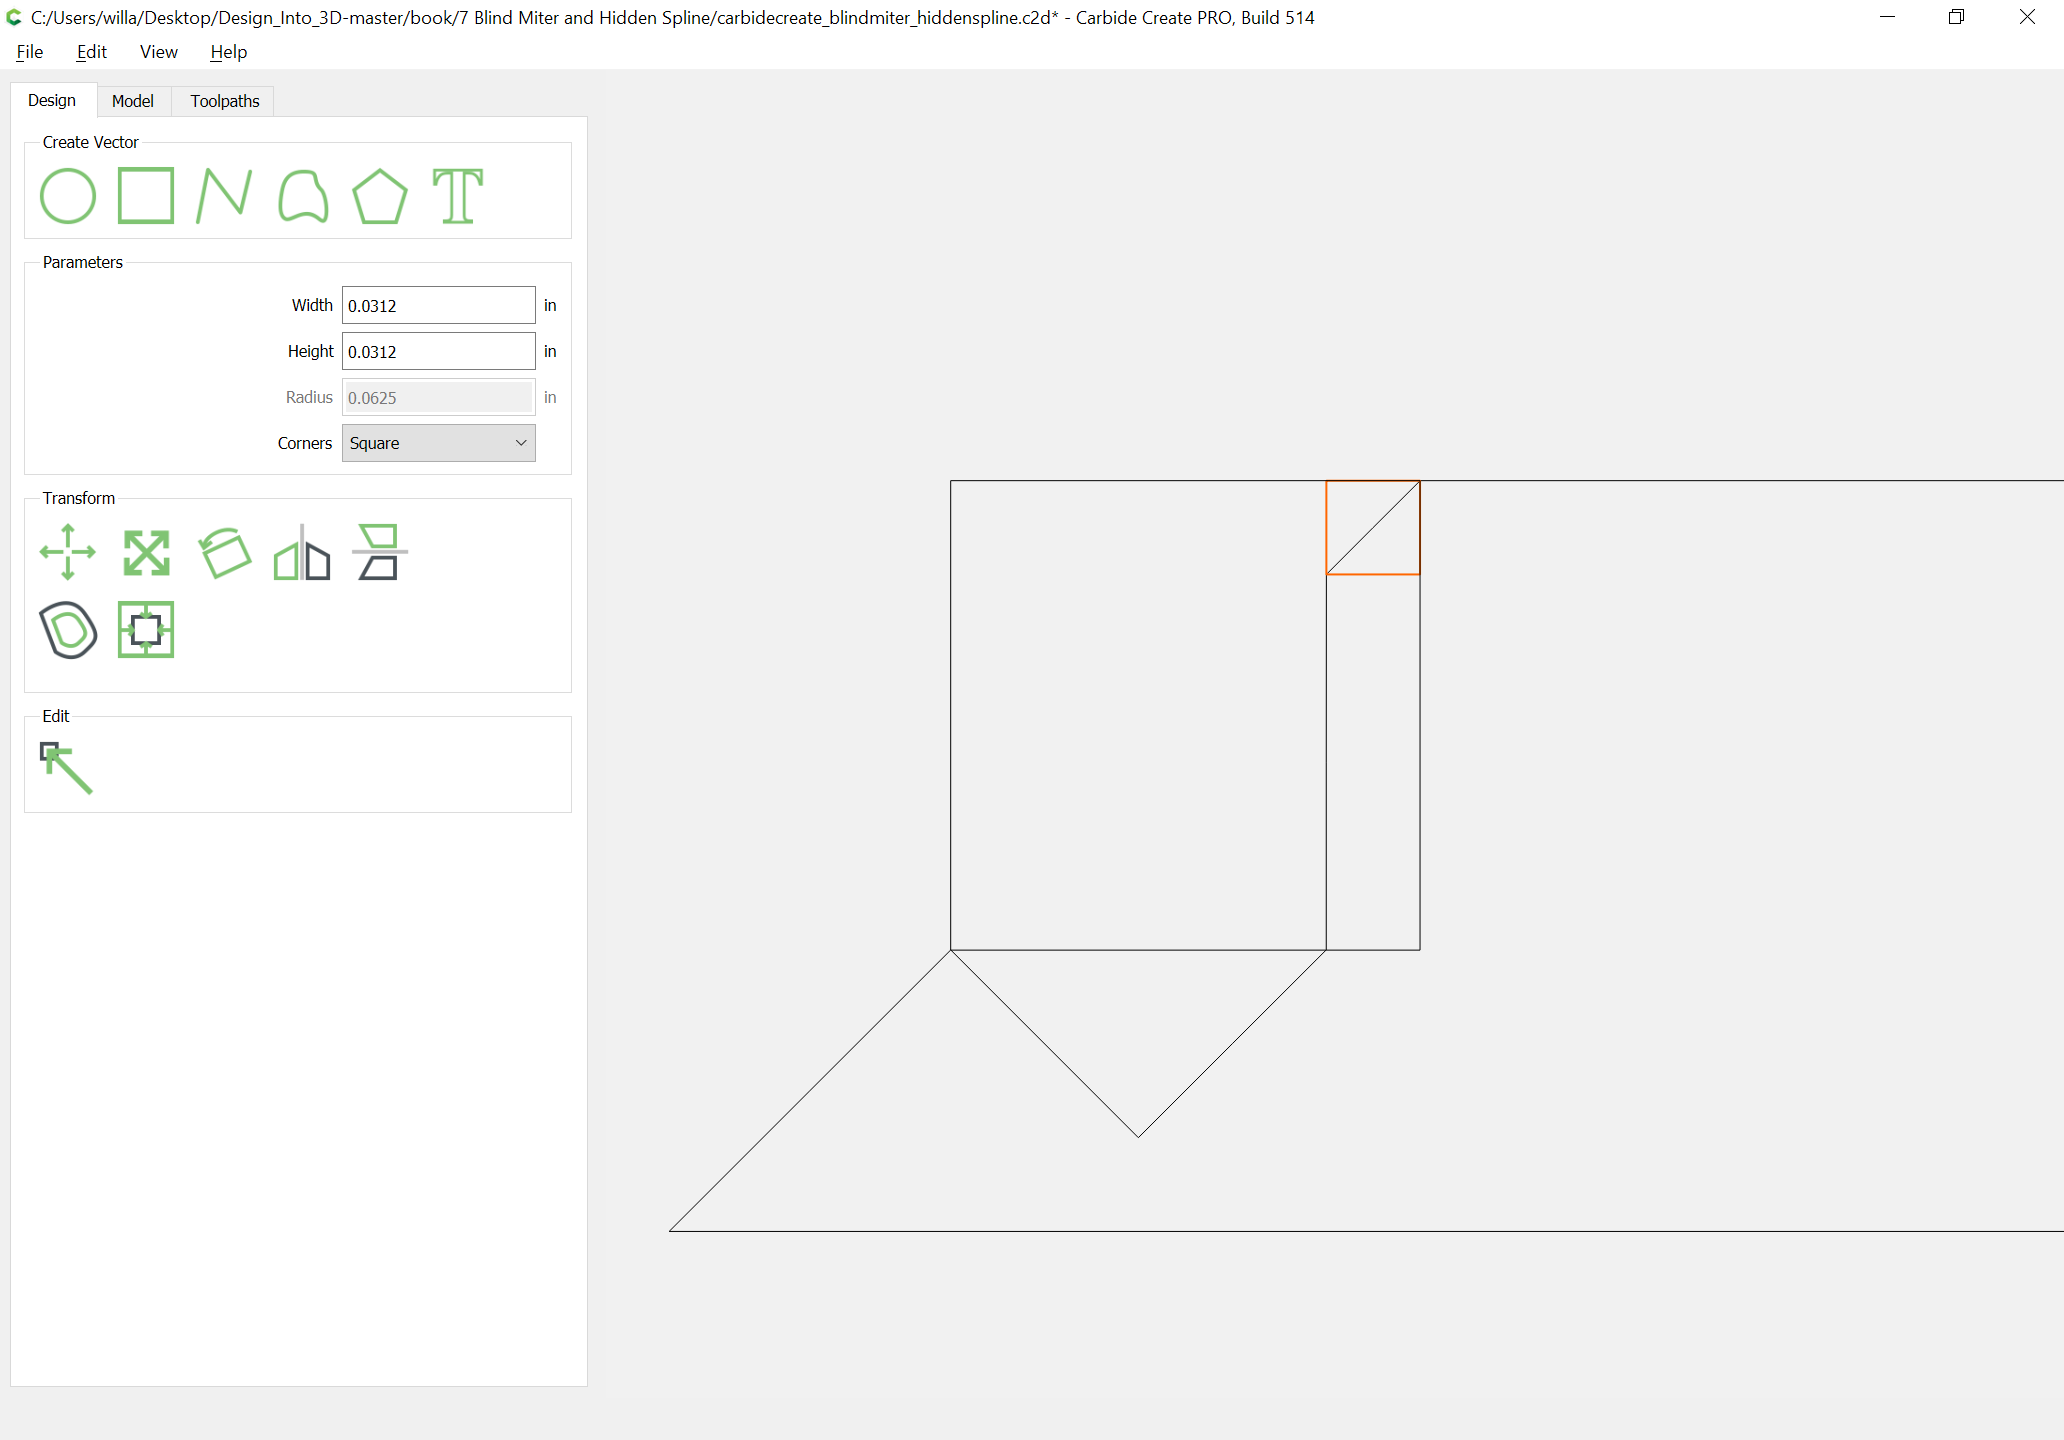 C:/Users/willa/Desktop/Design_Into_3D-master/book/7 Blind Miter and Hidden Spline/carbidecreate_blindmiter_hiddenspline.c2d* - Carbide Create PRO, Build 514
File Edit View Help
Design Model Toolpaths
Create Vector
Parameters
Width 0.0312 in
Height 0.0312 in
Radius 0.0625 in
Corners Square
Transform
Edit